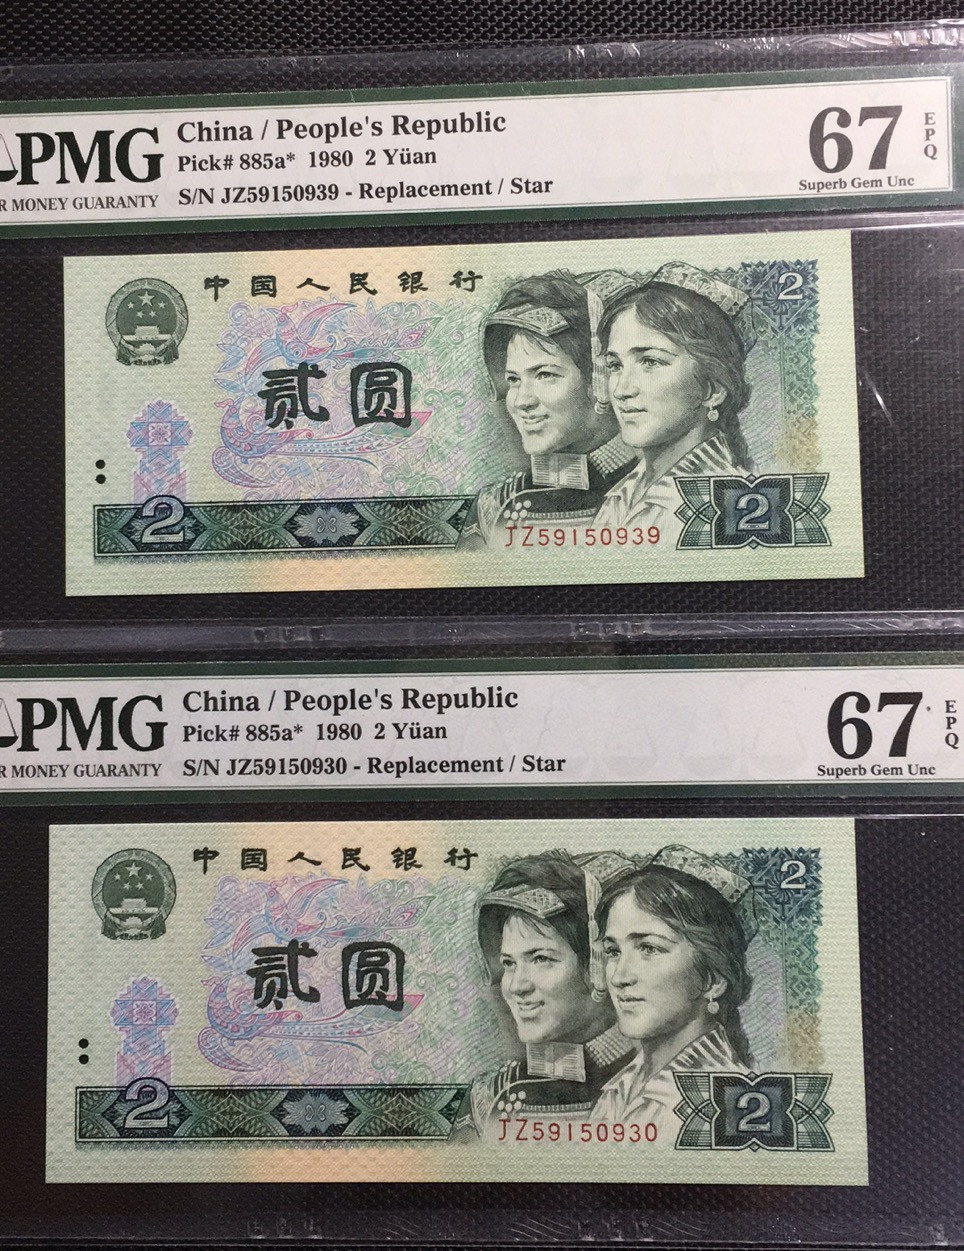 PMG
China / People's Republic
Pick# 885a* 1980 2 Yüan
S/N JZ59150939 - Replacement / Star
R MONEY GUARANTY
67
EPQ
Superb Gem Unc
中国人民银行
2
贰圆
2
2
JZ59150939
PMG
China / People's Republic
Pick# 885a* 1980 2 Yüan
S/N JZ59150930 - Replacement / Star
R MONEY GUARANTY
67
EPQ
Superb Gem Unc
中国人民银行
2
贰圆
2
2
JZ59150930